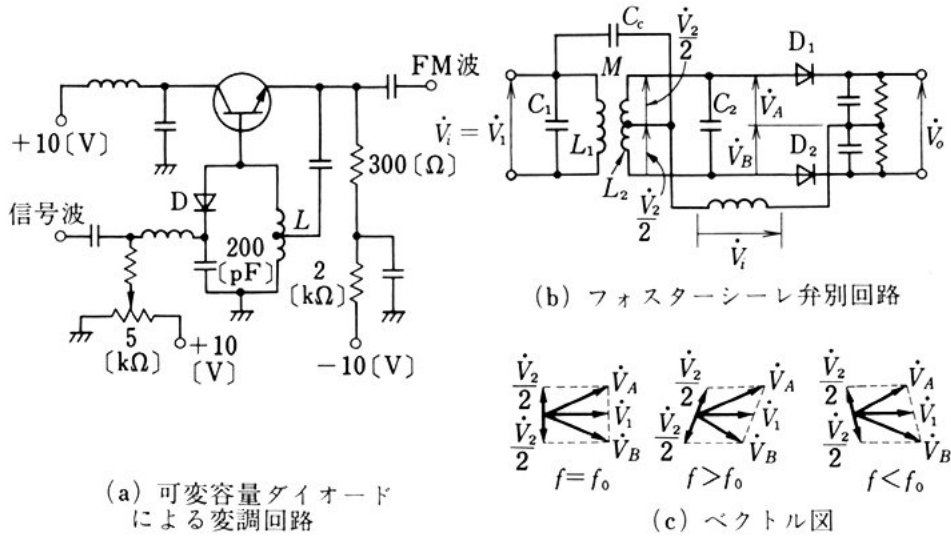 FM波
+10〔V〕
300〔Ω〕
D
L
信号波
200
〔pF〕
2
〔kΩ〕
5
〔kΩ〕
+10
〔V〕
−10〔V〕
(a) 可変容量ダイオード
による変調回路
C_c
V̇₂/2
M
D₁
C₁
L₁
C₂
V̇_A
V̇_i = V̇₁
V̇_B
D₂
V̇_o
L₂
V̇₂/2
V̇_i
(b) フォスターシーレ弁別回路
V̇₂/2
V̇_A
V̇₁
V̇₂/2
V̇_B
f=f₀
V̇₂/2
V̇_A
V̇₁
V̇₂/2
V̇_B
f>f₀
V̇₂/2
V̇_A
V̇₁
V̇₂/2
V̇_B
f<f₀
(c) ベクトル図